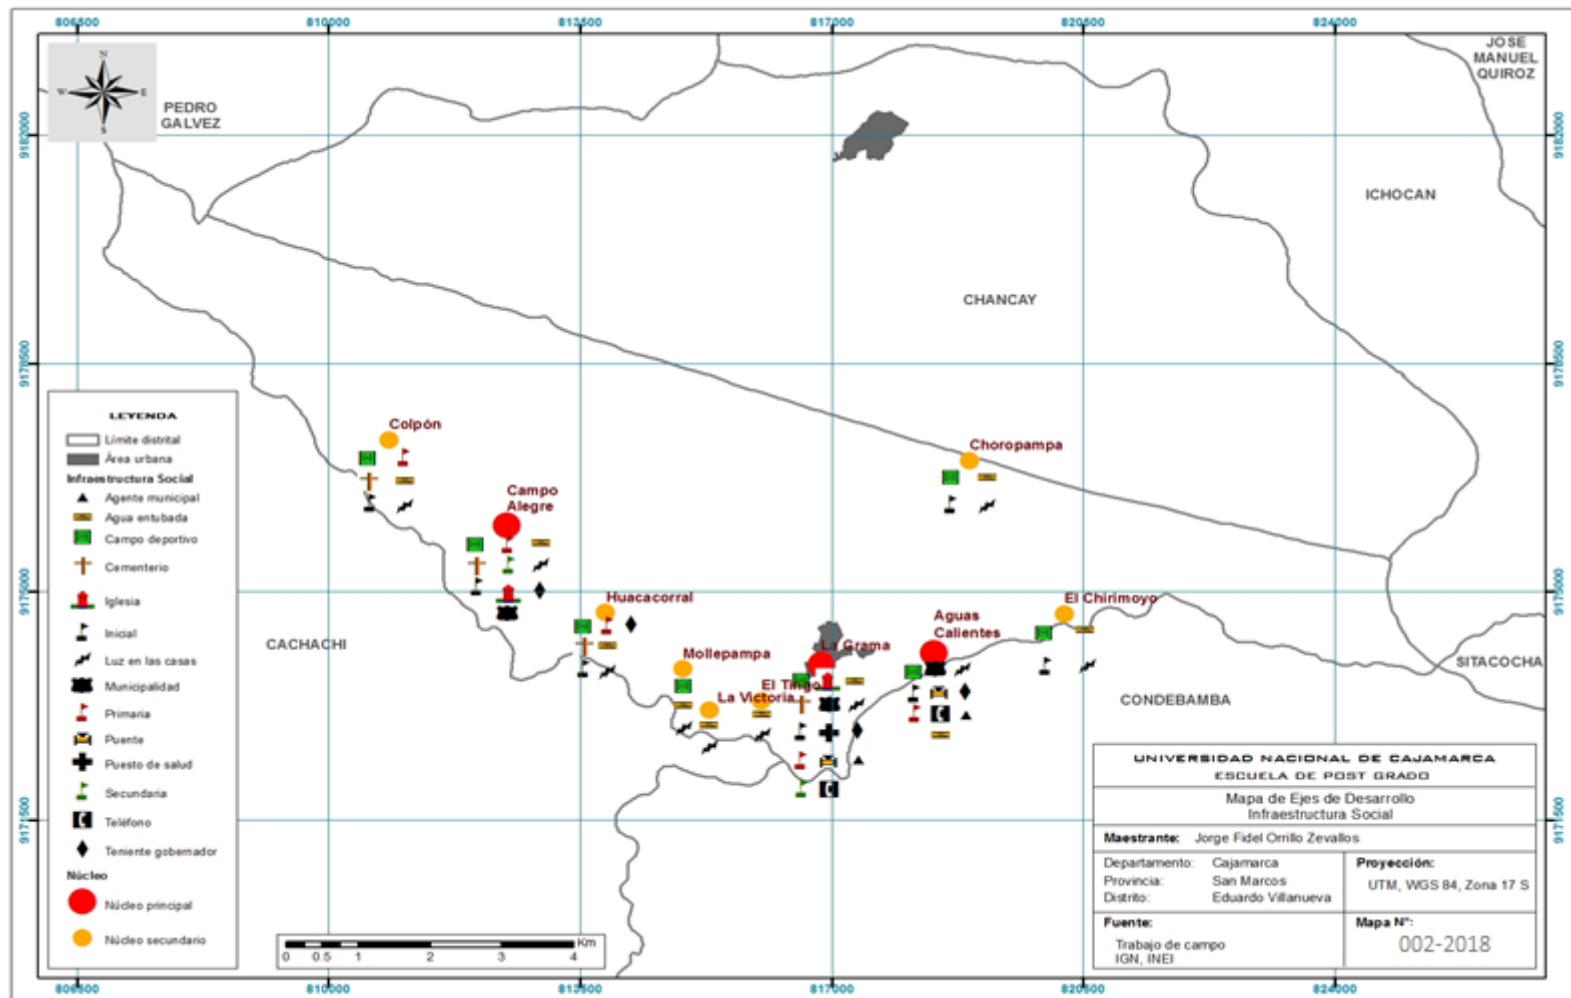 806500 810000 813500 817000 820500 824000
N
W E
S
PEDRO
GALVEZ
JOSE
MANUEL
QUIROZ
9182000 9182000
ICHOCAN
CHANCAY
9178500 9178500
LEYENDA
Límite distrital
Área urbana
Infraestructura Social
Agente municipal
Agua entubada
Campo deportivo
Cementerio
Iglesia
Inicial
Luz en las casas
Municipalidad
Primaria
Puente
Puesto de salud
Secundaria
Teléfono
Teniente gobernador
Núcleo
Núcleo principal
Núcleo secundario
Colpón
Choropampa
Campo
Alegre
9175000 9175000
Huacacorral
El Chirimoyo
Aguas
Calientes
CACHACHI
La Grama
Mollepampa
El Tingo
La Victoria
SITACOCHA
CONDEBAMBA
9171500 9171500
UNIVERSIDAD NACIONAL DE CAJAMARCA
ESCUELA DE POST GRADO
Mapa de Ejes de Desarrollo
Infraestructura Social
Maestrante: Jorge Fidel Orrillo Zevallos
Departamento: Cajamarca
Provincia: San Marcos
Distrito: Eduardo Villanueva
Proyección:
UTM, WGS 84, Zona 17 S
Fuente:
Trabajo de campo
IGN, INEI
Mapa N°:
002-2018
Km
0 0.5 1 2 3 4
806500 810000 813500 817000 820500 824000